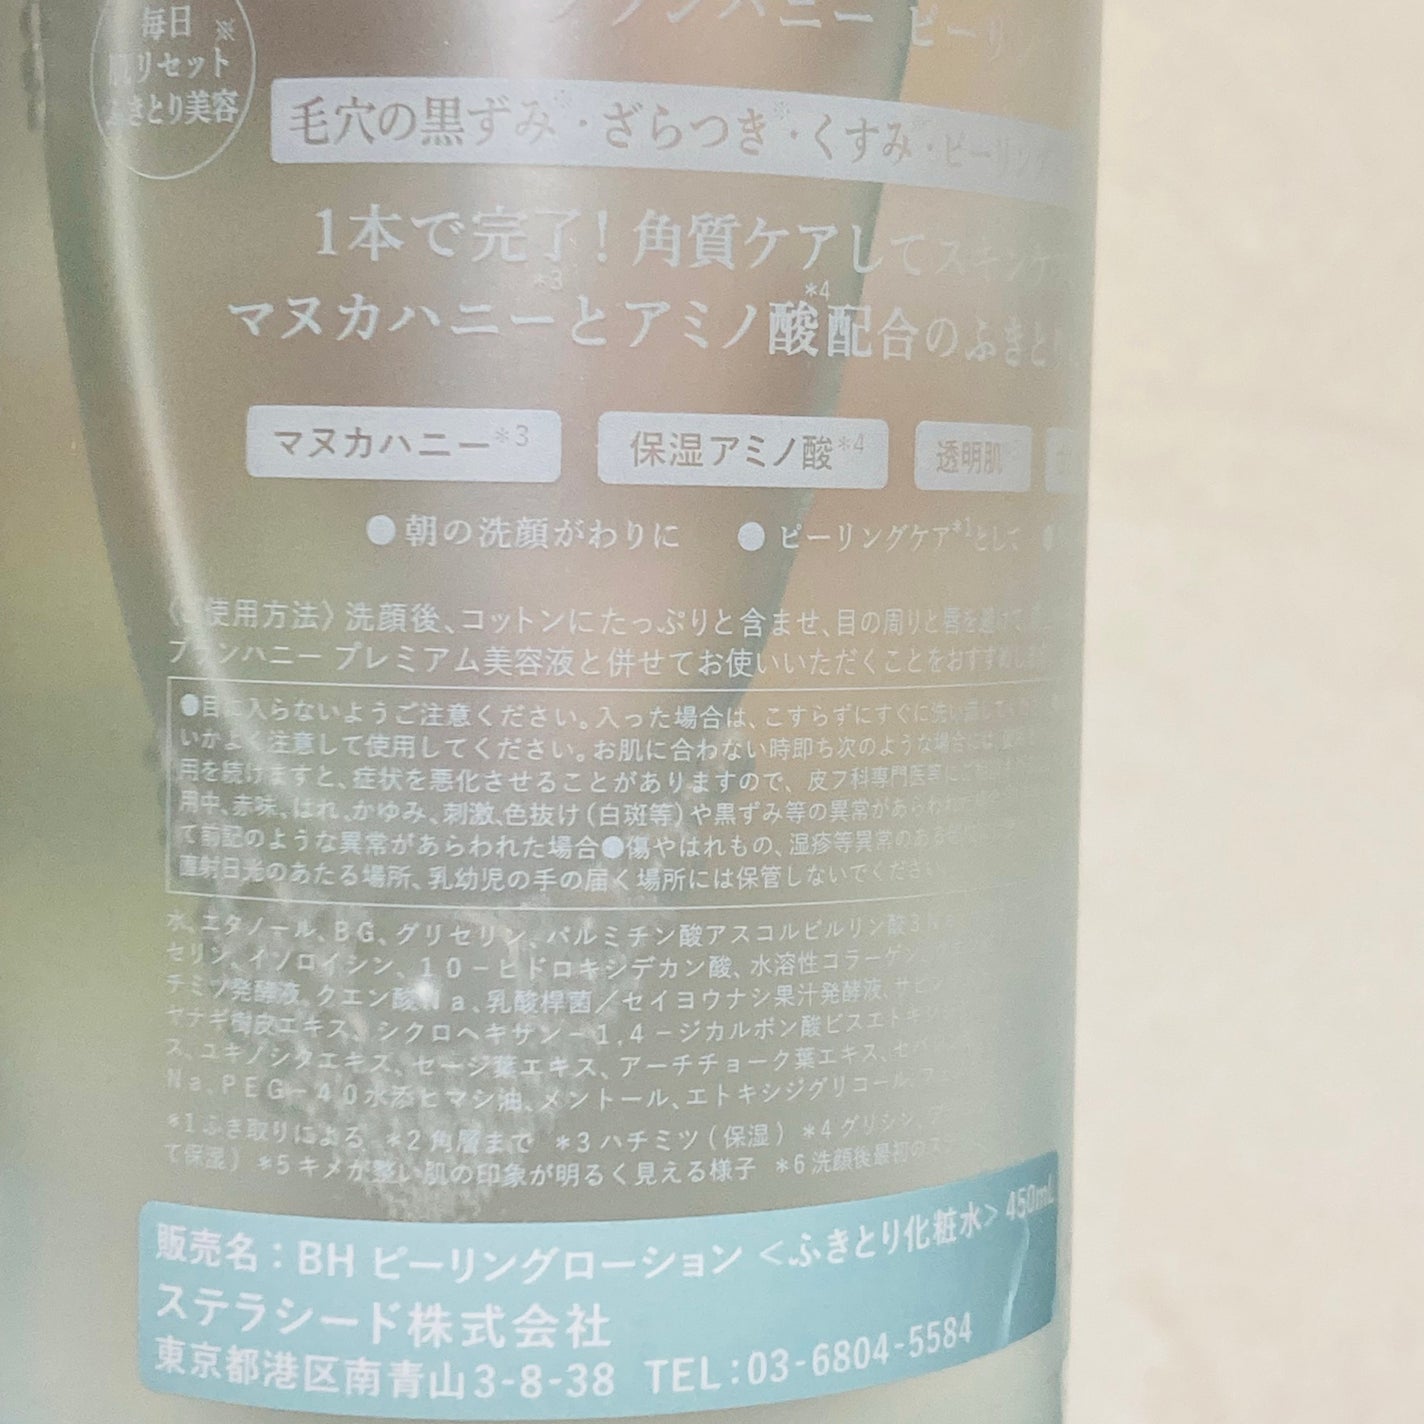 毎日※
リセット
きとり美容
ンハニー ピーリン
毛穴の黒ずみ※・ざらつき※・くすみ※・ピーリング
1本で完了！角質ケアしてスキンケ
マヌカハニー*3とアミノ酸*4配合のふきとり
マヌカハニー*3
保湿アミノ酸*4
透明肌
●朝の洗顔がわりに ●ピーリングケア*1として
使用方法〉洗顔後、コットンにたっぷりと含ませ、目の周りと唇を避けて
ランハニー プレミアム美容液と併せてお使いいただくことをおすすめしま
●目に入らないようご注意ください。入った場合は、こすらずにすぐに洗い流してく
いかよく注意して使用してください。お肌に合わない時即ち次のような場合には、
用を続けますと、症状を悪化させることがありますので、皮フ科専門医等にご
用中、赤味、はれ、かゆみ、刺激、色抜け（白斑等）や黒ずみ等の異常があらわれ
て前記のような異常があらわれた場合●傷やはれもの、湿疹等異常のある
直射日光のあたる場所、乳幼児の手の届く場所には保管しないでください。
水、エタノール、BG、グリセリン、パルミチン酸アスコルビルリン酸3N
セリン、イソロイシン、10－ヒドロキシデカン酸、水溶性コラーゲン、
チミツ発酵液、クエン酸Na、乳酸桿菌／セイヨウナシ果汁発酵液、サピン
ヤナギ樹皮エキス、シクロヘキサン－1,4－ジカルボン酸ビスエトキシ
ス、ユキノシタエキス、セージ葉エキス、アーチチョーク葉エキス、セバ
Na、PEG－40水添ヒマシ油、メントール、エトキシジグリコール、フェ
*1 ふき取りによる *2 角層まで *3 ハチミツ（保湿） *4 グリシン、
て保湿） *5 キメが整い肌の印象が明るく見える様子 *6 洗顔後最初のス
販売名：BH ピーリングローション＜ふきとり化粧水＞450mL
ステラシード株式会社
東京都港区南青山3-8-38 TEL：03-6804-5584